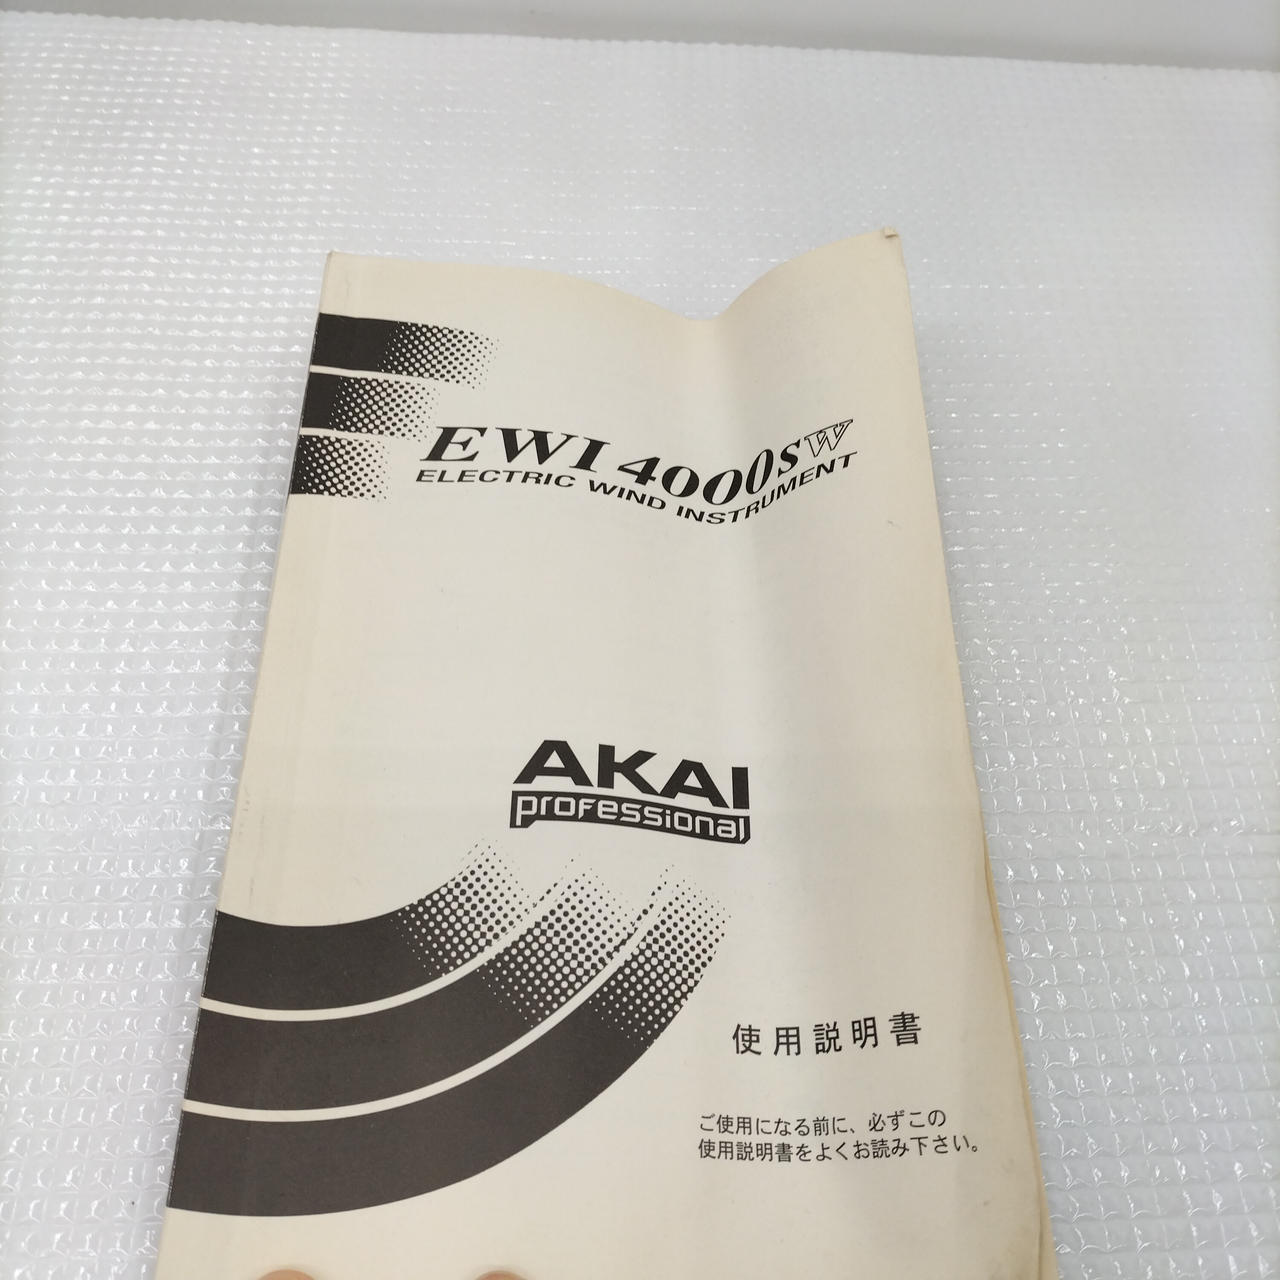 EWI 4000SW
ELECTRIC WIND INSTRUMENT
AKAI
professional
使用説明書
ご使用になる前に、必ずこの
使用説明書をよくお読み下さい。